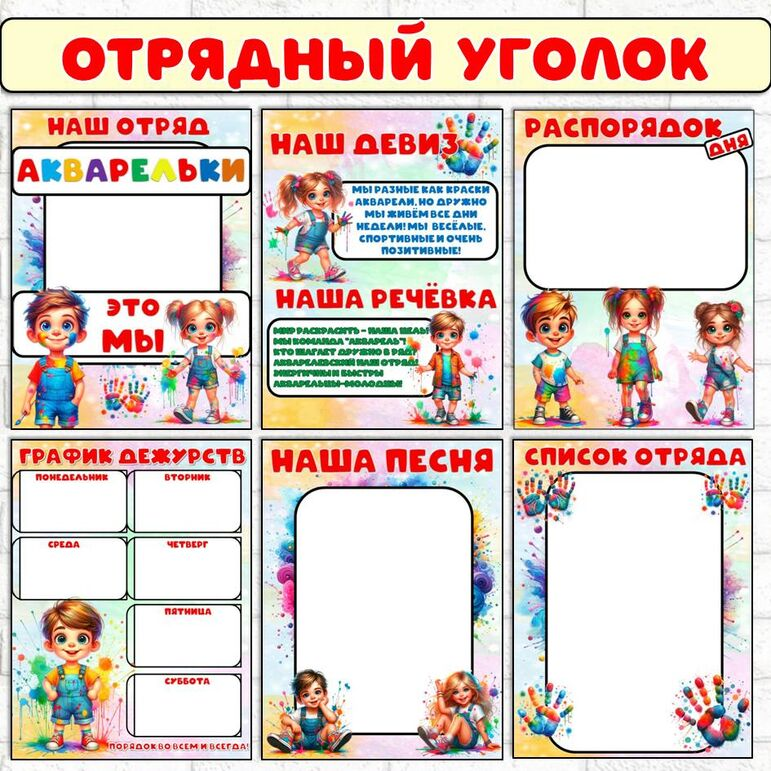 ОТРЯДНЫЙ УГОЛОК
НАШ ОТРЯД
АКВАРЕЛЬКИ
ЭТО
МЫ
НАШ ДЕВИЗ
МЫ РАЗНЫЕ КАК КРАСКИ
АКВАРЕЛИ, НО ДРУЖНО
МЫ ЖИВЁМ ВСЕ ДНИ
НЕДЕЛИ! МЫ ВЕСЁЛЫЕ,
СПОРТИВНЫЕ И ОЧЕНЬ
ПОЗИТИВНЫЕ!
НАША РЕЧЁВКА
МИР РАСКРАСИТЬ - НАША ЦЕЛЬ!
МЫ КОМАНДА "АКВАРЕЛЬ"!
КТО ШАГАЕТ ДРУЖНО В РЯД?
АКВАРЕЛЕВСКИЙ НАШ ОТРЯД!
ЭНЕРГИЧНЫ И БЫСТРЫ
АКВАРЕЛЬЦЫ-МОЛОДЦЫ!
РАСПОРЯДОК
ДНЯ
ГРАФИК ДЕЖУРСТВ
ПОНЕДЕЛЬНИК
ВТОРНИК
СРЕДА
ЧЕТВЕРГ
ПЯТНИЦА
СУББОТА
ПОРЯДОК ВО ВСЕМ И ВСЕГДА!
НАША ПЕСНЯ
СПИСОК ОТРЯДА